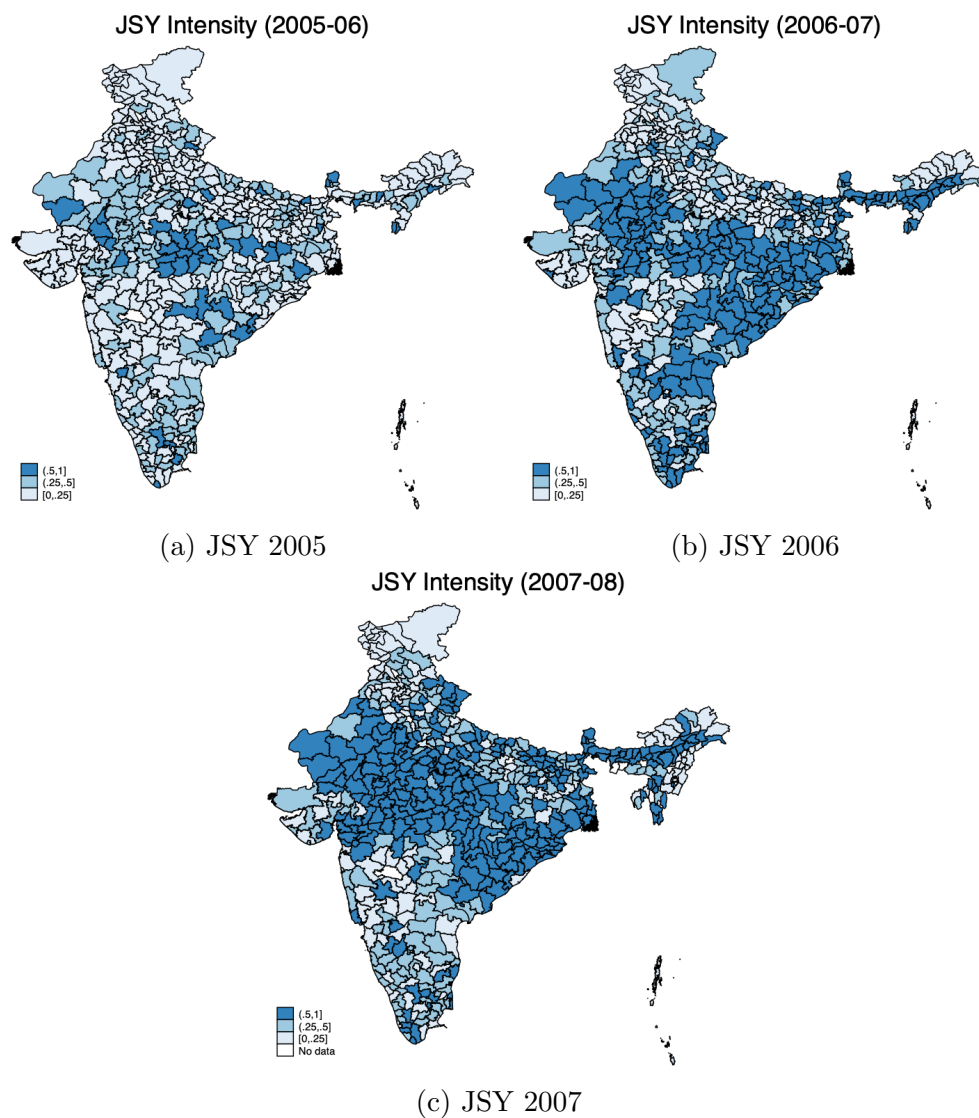 JSY Intensity (2005-06)
(.5,1]
(.25,.5]
[0,.25]
(a) JSY 2005
JSY Intensity (2006-07)
(.5,1]
(.25,.5]
[0,.25]
(b) JSY 2006
JSY Intensity (2007-08)
(.5,1]
(.25,.5]
[0,.25]
No data
(c) JSY 2007